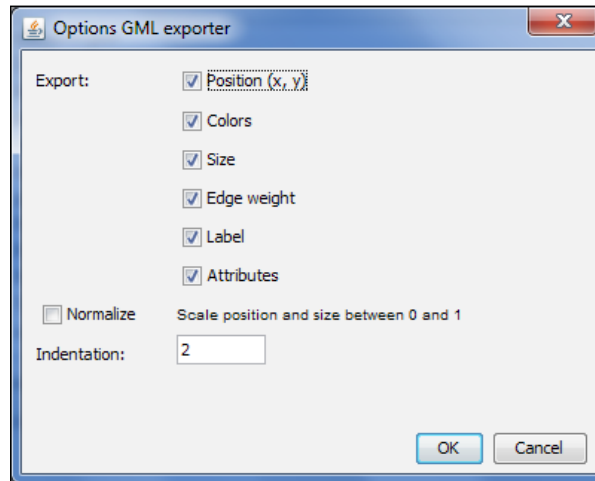 Options GML exporter
Export:
Position (x, y)
Colors
Size
Edge weight
Label
Attributes
Normalize Scale position and size between 0 and 1
Indentation: 2
OK Cancel